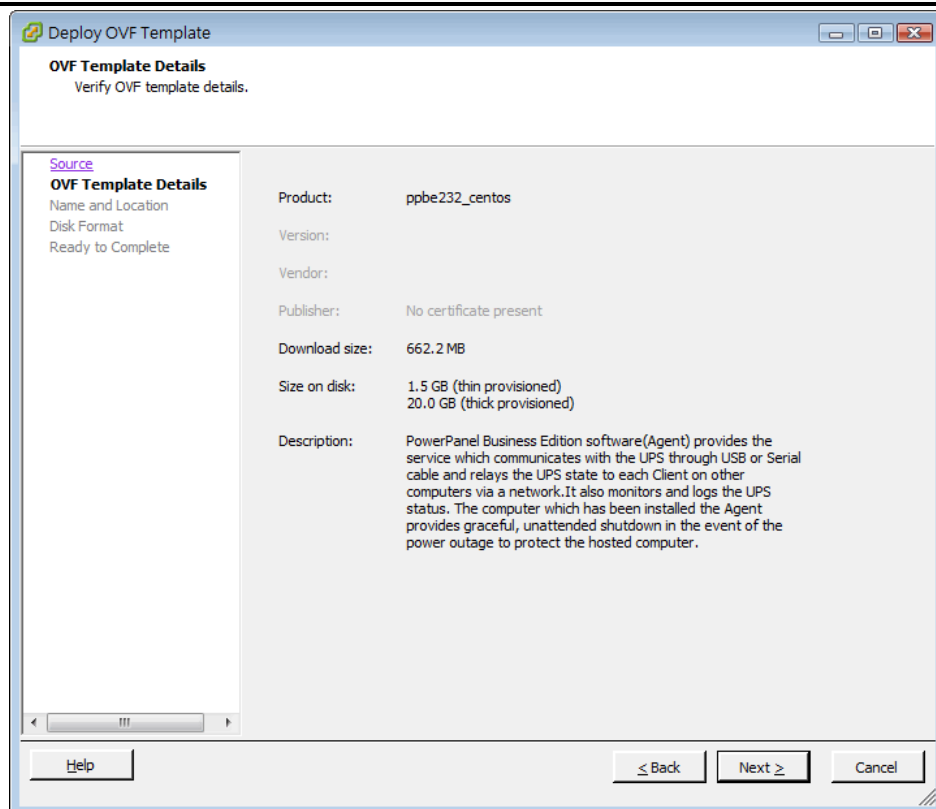 Deploy OVF Template
OVF Template Details
Verify OVF template details.
Source
OVF Template Details
Name and Location
Disk Format
Ready to Complete
Product: ppbe232_centos
Version:
Vendor:
Publisher: No certificate present
Download size: 662.2 MB
Size on disk: 1.5 GB (thin provisioned)
20.0 GB (thick provisioned)
Description: PowerPanel Business Edition software(Agent) provides the
service which communicates with the UPS through USB or Serial
cable and relays the UPS state to each Client on other
computers via a network.It also monitors and logs the UPS
status. The computer which has been installed the Agent
provides graceful, unattended shutdown in the event of the
power outage to protect the hosted computer.
Help
< Back
Next >
Cancel